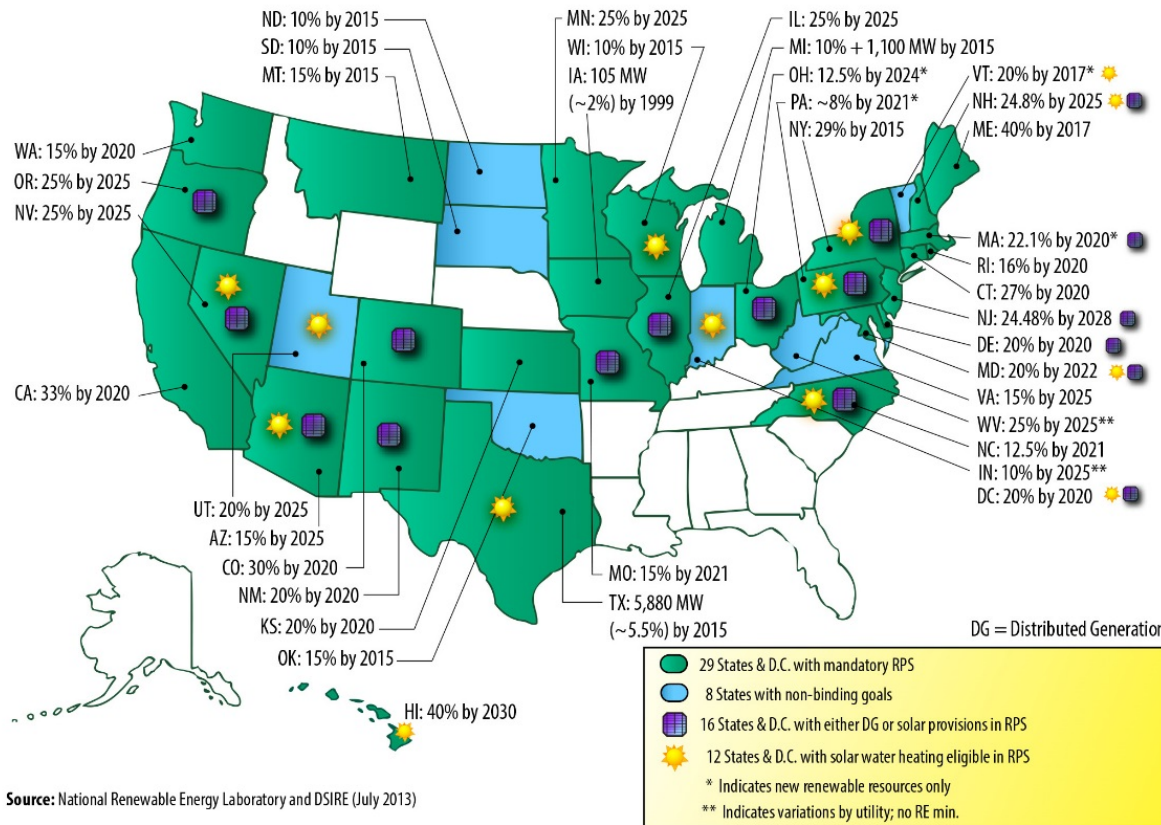 ND: 10% by 2015
SD: 10% by 2015
MT: 15% by 2015
MN: 25% by 2025
WI: 10% by 2015
IA: 105 MW
(~2%) by 1999
IL: 25% by 2025
MI: 10% + 1,100 MW by 2015
OH: 12.5% by 2024*
PA: ~8% by 2021*
NY: 29% by 2015
VT: 20% by 2017*
NH: 24.8% by 2025
ME: 40% by 2017
WA: 15% by 2020
OR: 25% by 2025
NV: 25% by 2025
CA: 33% by 2020
MA: 22.1% by 2020*
RI: 16% by 2020
CT: 27% by 2020
NJ: 24.48% by 2028
DE: 20% by 2020
MD: 20% by 2022
VA: 15% by 2025
WV: 25% by 2025**
NC: 12.5% by 2021
IN: 10% by 2025**
DC: 20% by 2020
UT: 20% by 2025
AZ: 15% by 2025
CO: 30% by 2020
NM: 20% by 2020
KS: 20% by 2020
OK: 15% by 2015
MO: 15% by 2021
TX: 5,880 MW
(~5.5%) by 2015
HI: 40% by 2030
DG = Distributed Generation
29 States & D.C. with mandatory RPS
8 States with non-binding goals
16 States & D.C. with either DG or solar provisions in RPS
12 States & D.C. with solar water heating eligible in RPS
* Indicates new renewable resources only
** Indicates variations by utility; no RE min.
Source: National Renewable Energy Laboratory and DSIRE (July 2013)